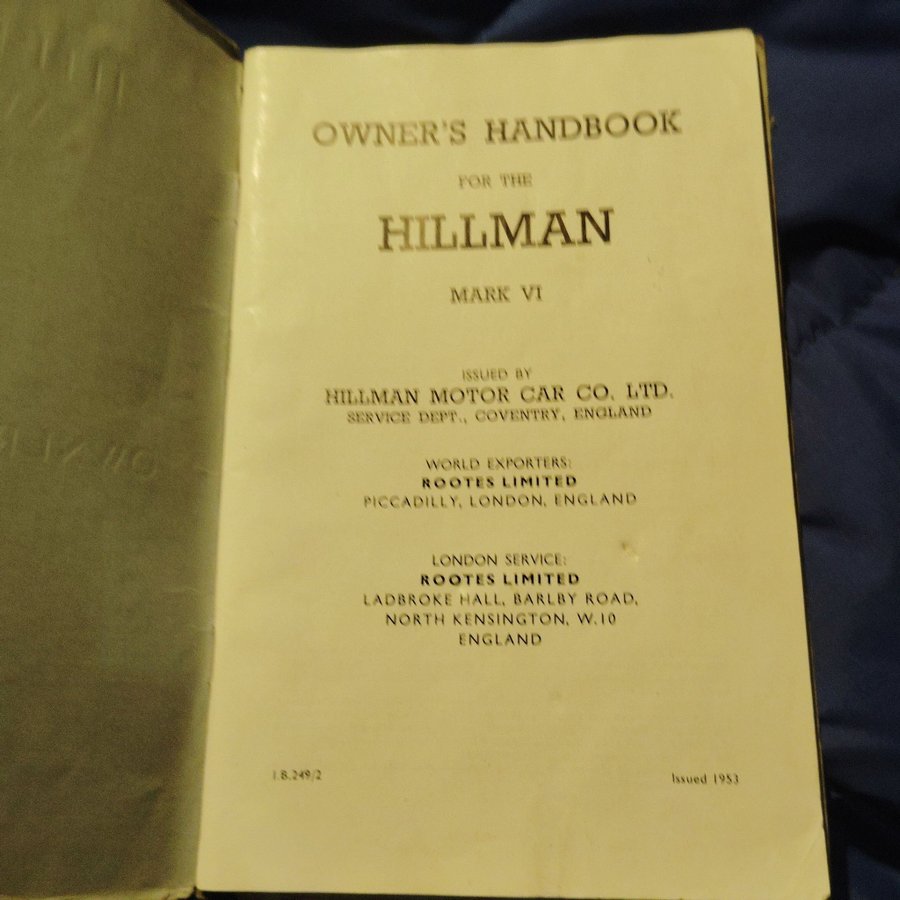 OWNER'S HANDBOOK
FOR THE
HILLMAN
MARK VI
ISSUED BY
HILLMAN MOTOR CAR CO. LTD.
SERVICE DEPT., COVENTRY, ENGLAND
WORLD EXPORTERS:
ROOTES LIMITED
PICCADILLY, LONDON, ENGLAND
LONDON SERVICE:
ROOTES LIMITED
LADBROKE HALL, BARLBY ROAD,
NORTH KENSINGTON, W.10
ENGLAND
I.B.249/2 Issued 1953